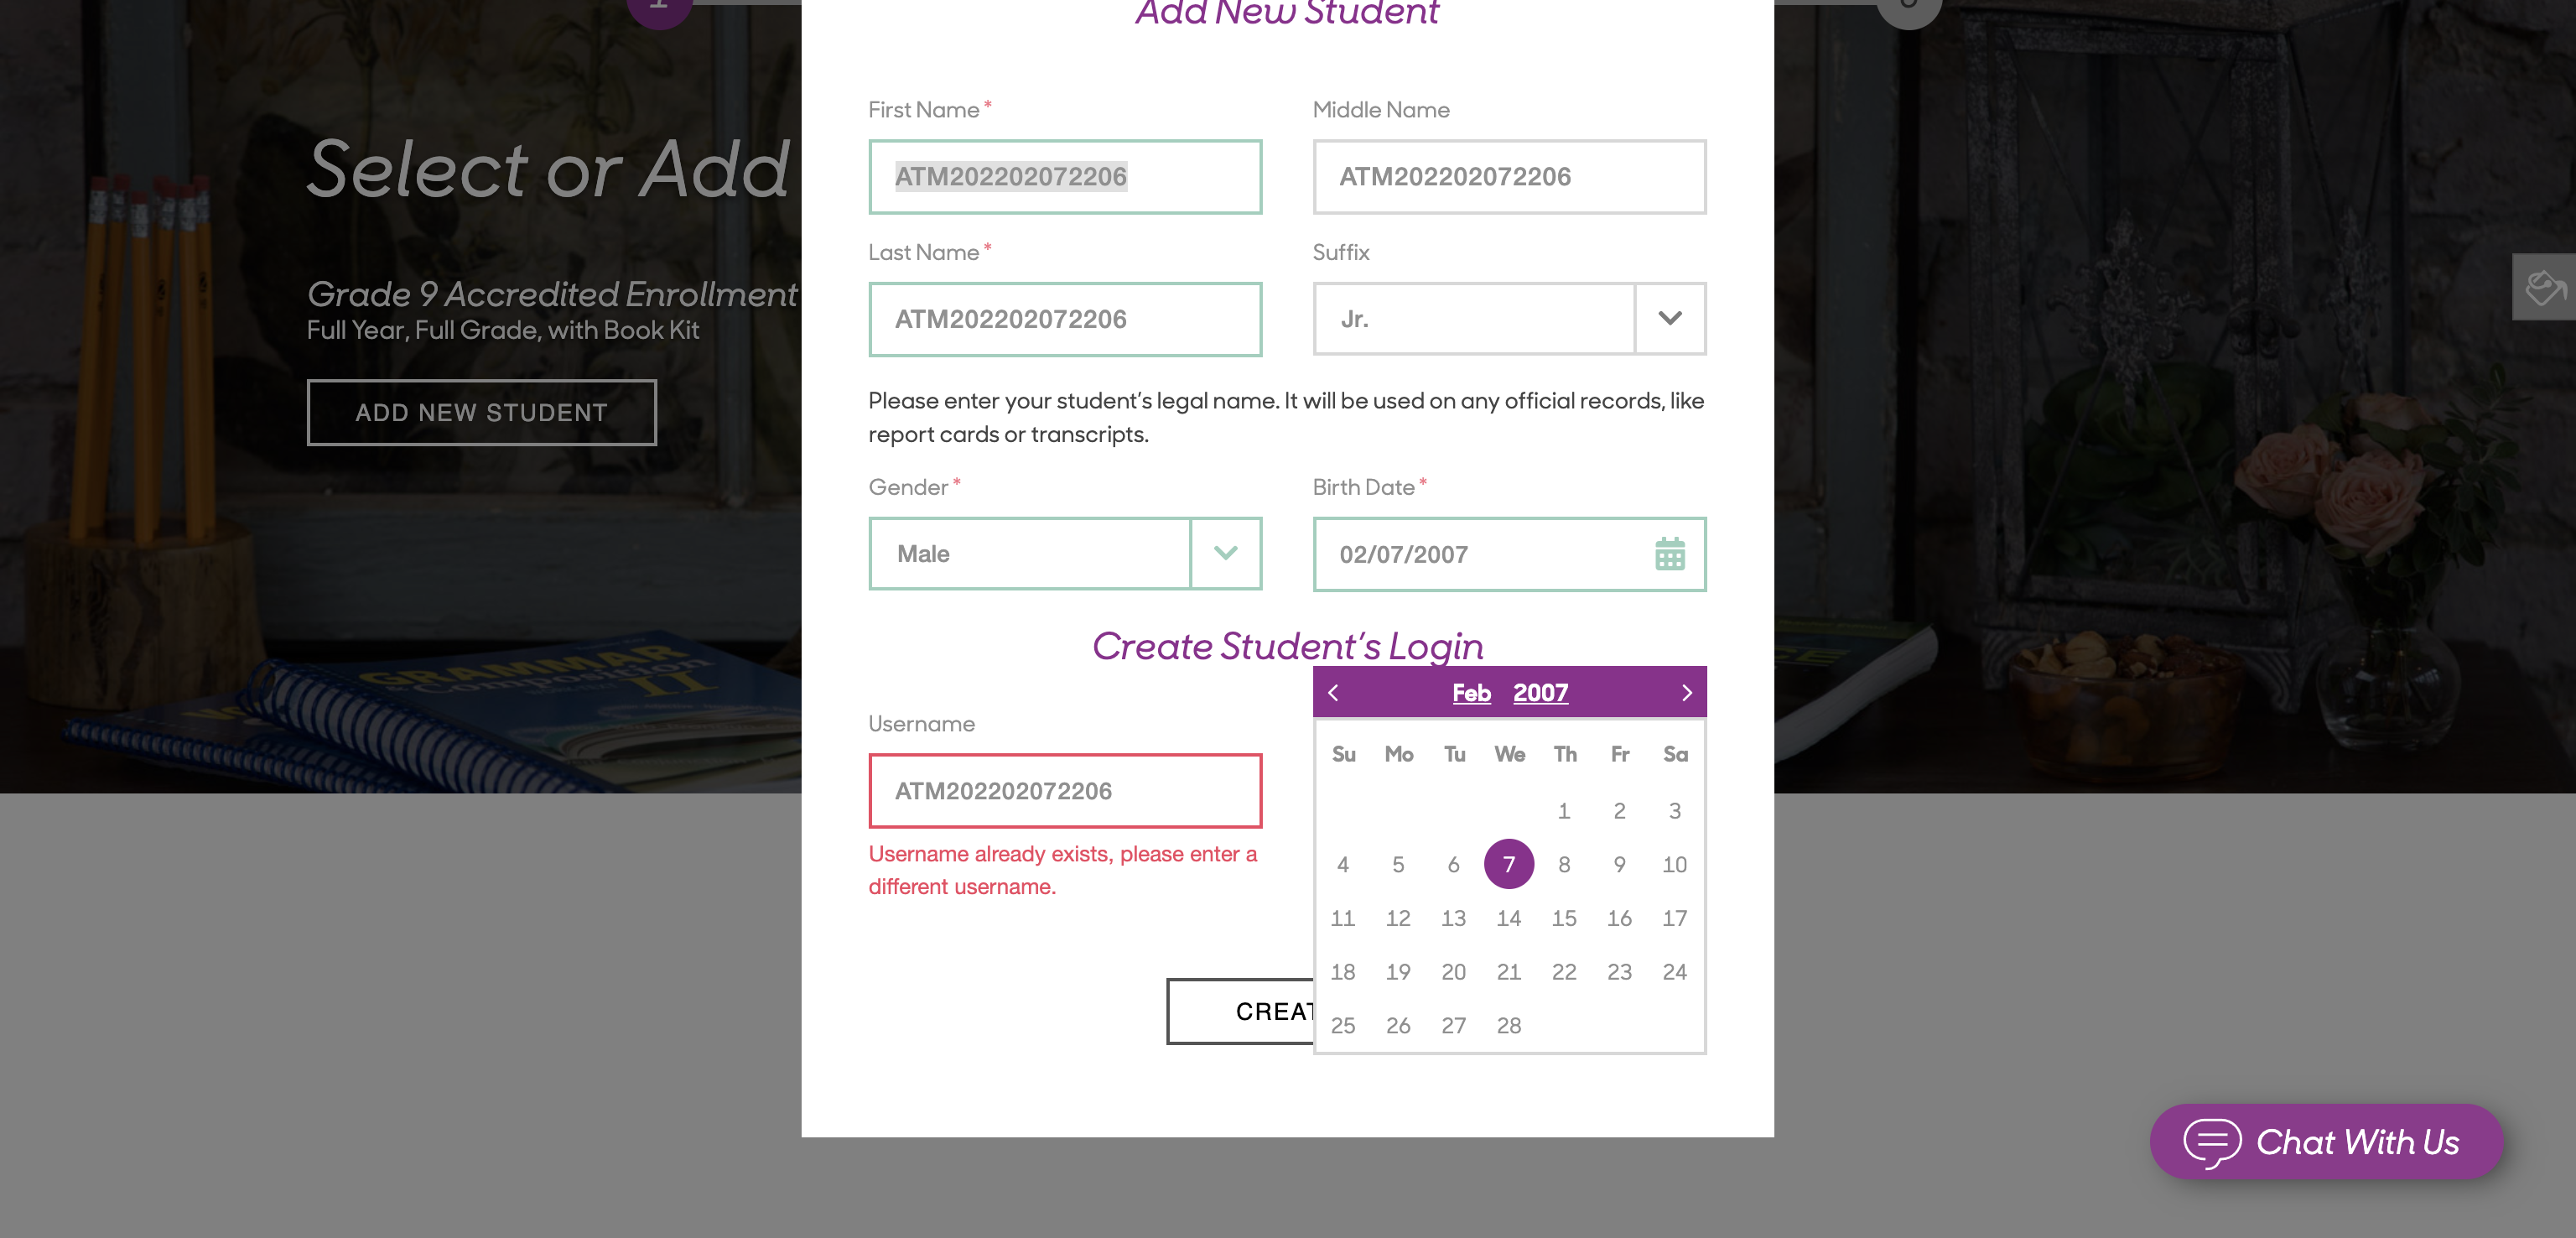 1
Add New Student
Select or Add
Grade 9 Accredited Enrollment
Full Year, Full Grade, with Book Kit
ADD NEW STUDENT
First Name *
Middle Name
ATM202202072206
ATM202202072206
Last Name *
Suffix
ATM202202072206
Jr.
Please enter your student's legal name. It will be used on any official records, like
report cards or transcripts.
Gender *
Birth Date *
Male
02/07/2007
Create Student's Login
Username
ATM202202072206
Username already exists, please enter a
different username.
Feb 2007
Su Mo Tu We Th Fr Sa
1 2 3
4 5 6 7 8 9 10
11 12 13 14 15 16 17
18 19 20 21 22 23 24
25 26 27 28
CREAT
GRAMMAR
&Composition
II
Chat With Us